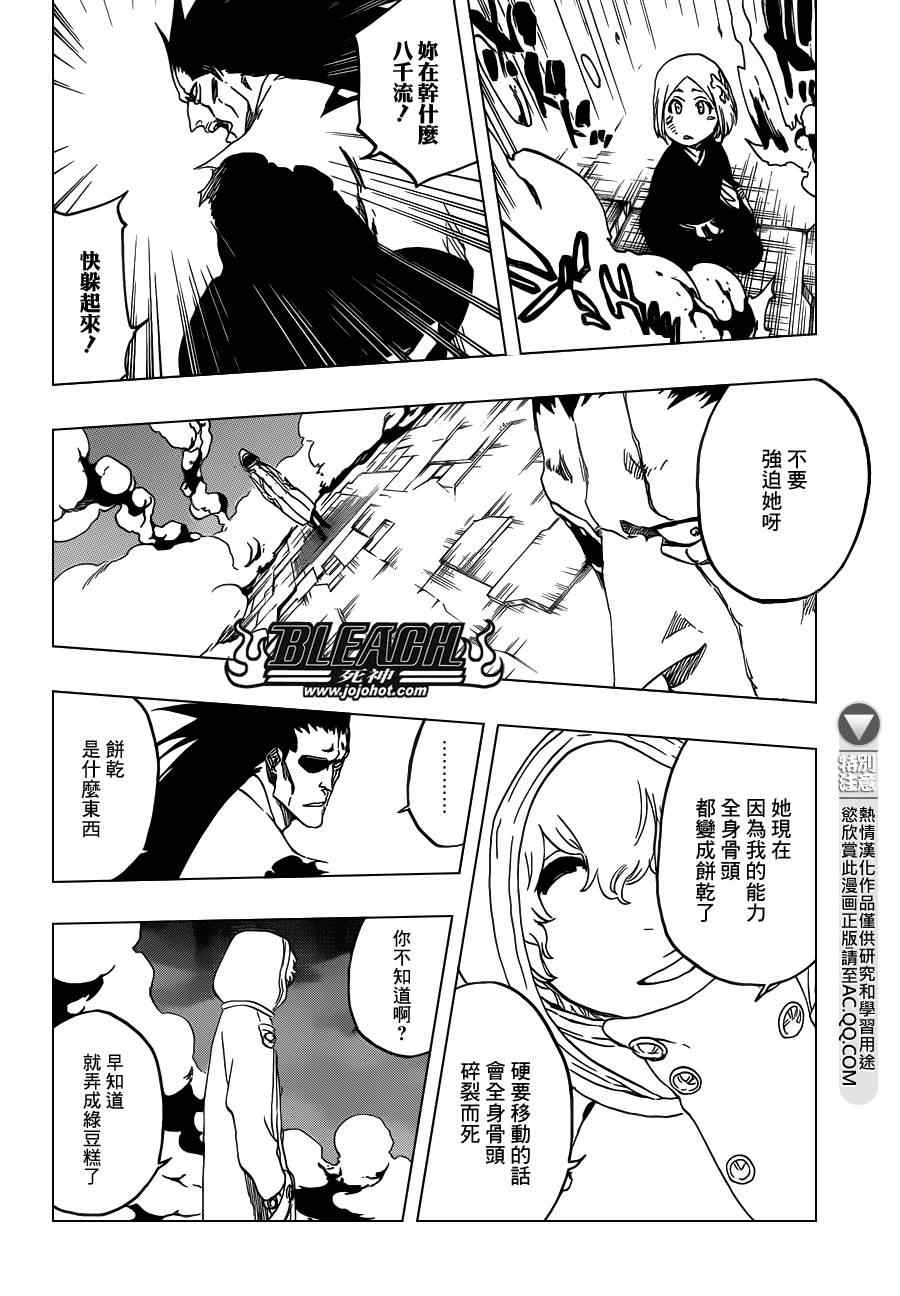 妳在幹什麼
八千流！
快躲起來！
不要
強迫她呀
BLEACH
死神
www.jojohot.com
她現在
因為我的能力
全身骨頭
都變成餅乾了
………
餅乾
是什麼東西
硬要移動的話
會全身骨頭
碎裂而死
你不知道啊？
早知道
就弄成綠豆糕了
特別
注意
熱情漢化作品僅供研究和學習用途
慾欣賞此漫画正版請至AC.QQ.COM